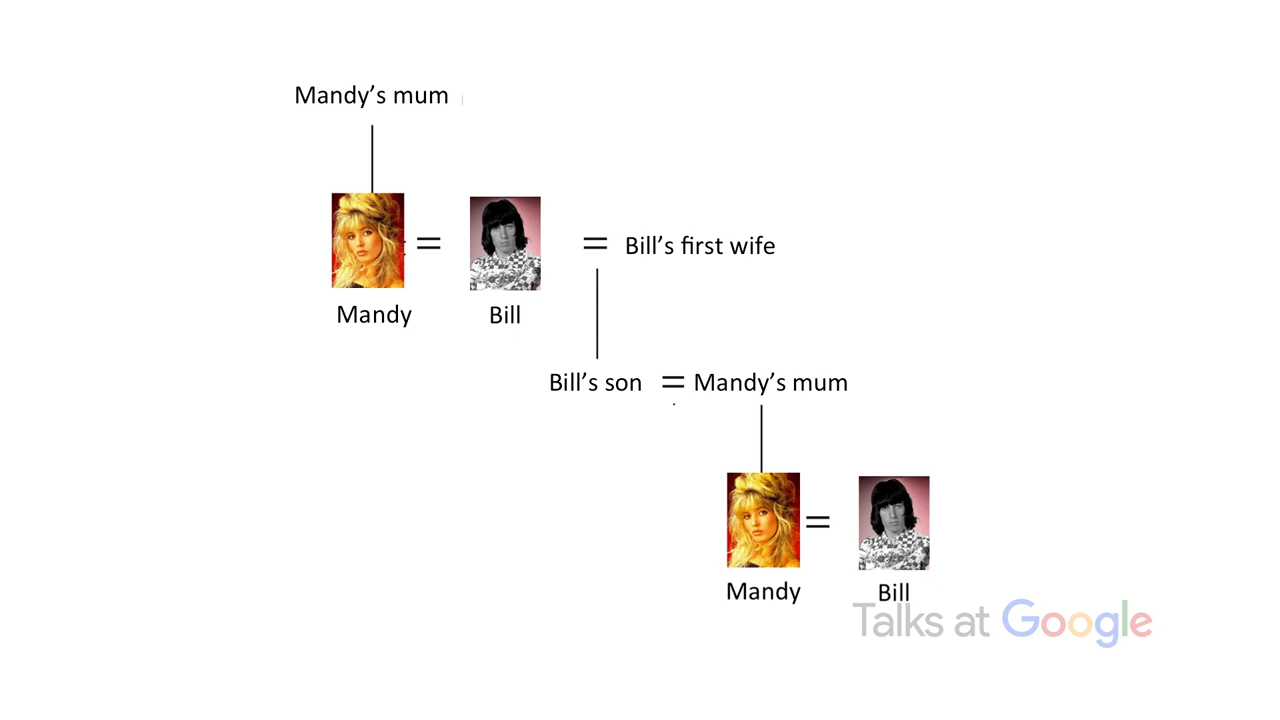 Mandy's mum
= = Bill's first wife
Mandy Bill
Bill's son = Mandy's mum
=
Mandy Bill
Talks at Google